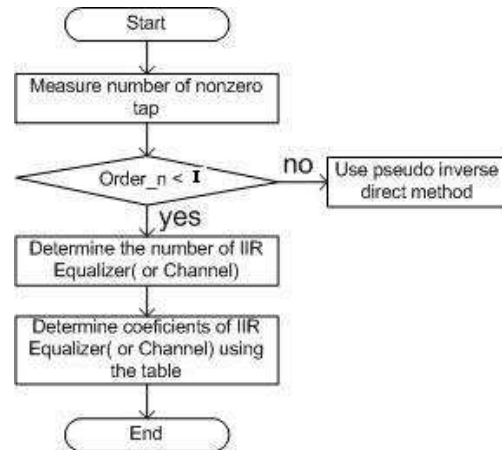 Start
Measure number of nonzero
tap
Order_n < I
no
Use pseudo inverse
direct method
yes
Determine the number of IIR
Equalizer( or Channel)
Determine coeficients of IIR
Equalizer( or Channel) using
the table
End